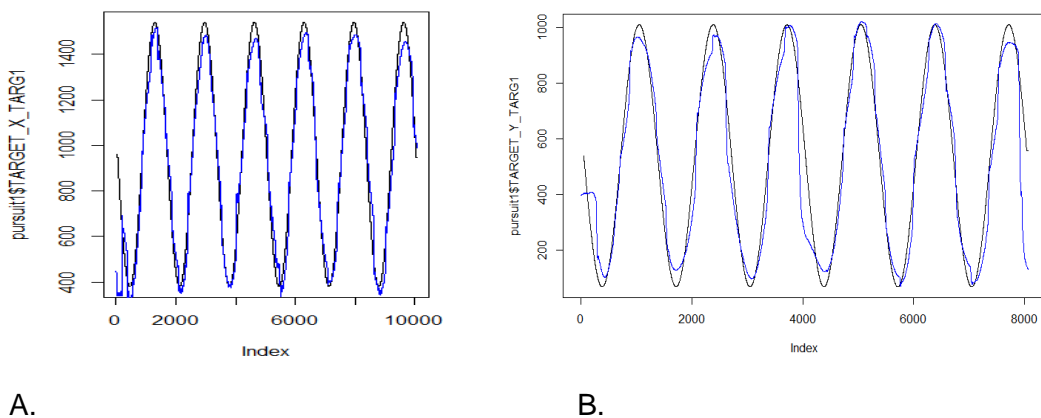 pursuit1$TARGET_X_TARG1
1400
1200
1000
800
600
400
0 2000 6000 10000
Index
A.
pursuit1$TARGET_Y_TARG1
1000
800
600
400
200
0 2000 4000 6000 8000
Index
B.